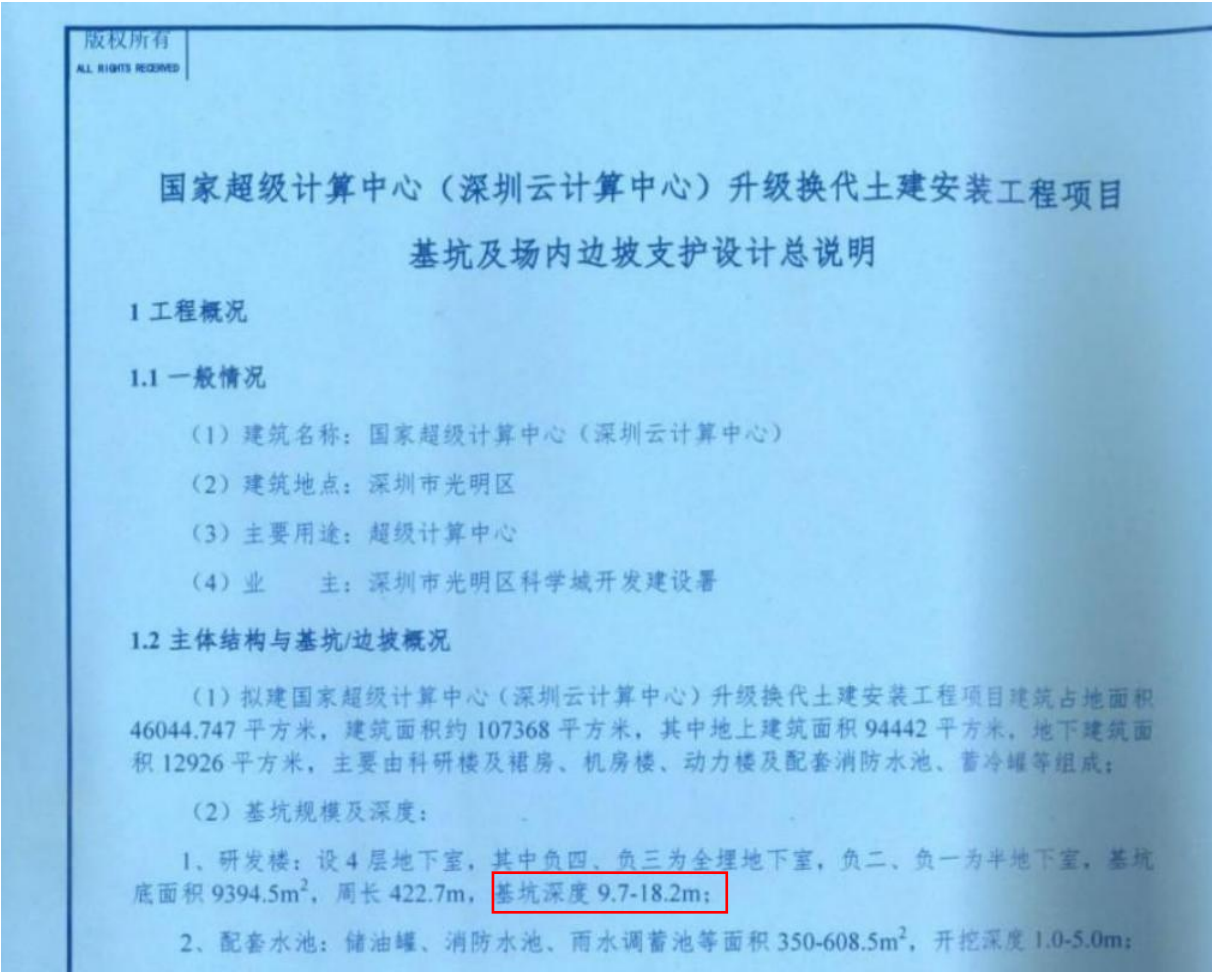 版权所有
ALL RIGHTS RECERVED
国家超级计算中心（深圳云计算中心）升级换代土建安装工程项目
基坑及场内边坡支护设计总说明
1 工程概况
1.1 一般情况
（1）建筑名称：国家超级计算中心（深圳云计算中心）
（2）建筑地点：深圳市光明区
（3）主要用途：超级计算中心
（4）业 主：深圳市光明区科学城开发建设署
1.2 主体结构与基坑/边坡概况
（1）拟建国家超级计算中心（深圳云计算中心）升级换代土建安装工程项目建筑占地面积
46044.747 平方米，建筑面积约 107368 平方米，其中地上建筑面积 94442 平方米，地下建筑面
积 12926 平方米，主要由科研楼及裙房、机房楼、动力楼及配套消防水池、蓄冷罐等组成；
（2）基坑规模及深度：
1、研发楼：设 4 层地下室，其中负四、负三为全埋地下室，负二、负一为半地下室，基坑
底面积 9394.5m²，周长 422.7m，基坑深度 9.7-18.2m；
2、配套水池：储油罐、消防水池、雨水调蓄池等面积 350-608.5m²，开挖深度 1.0-5.0m；